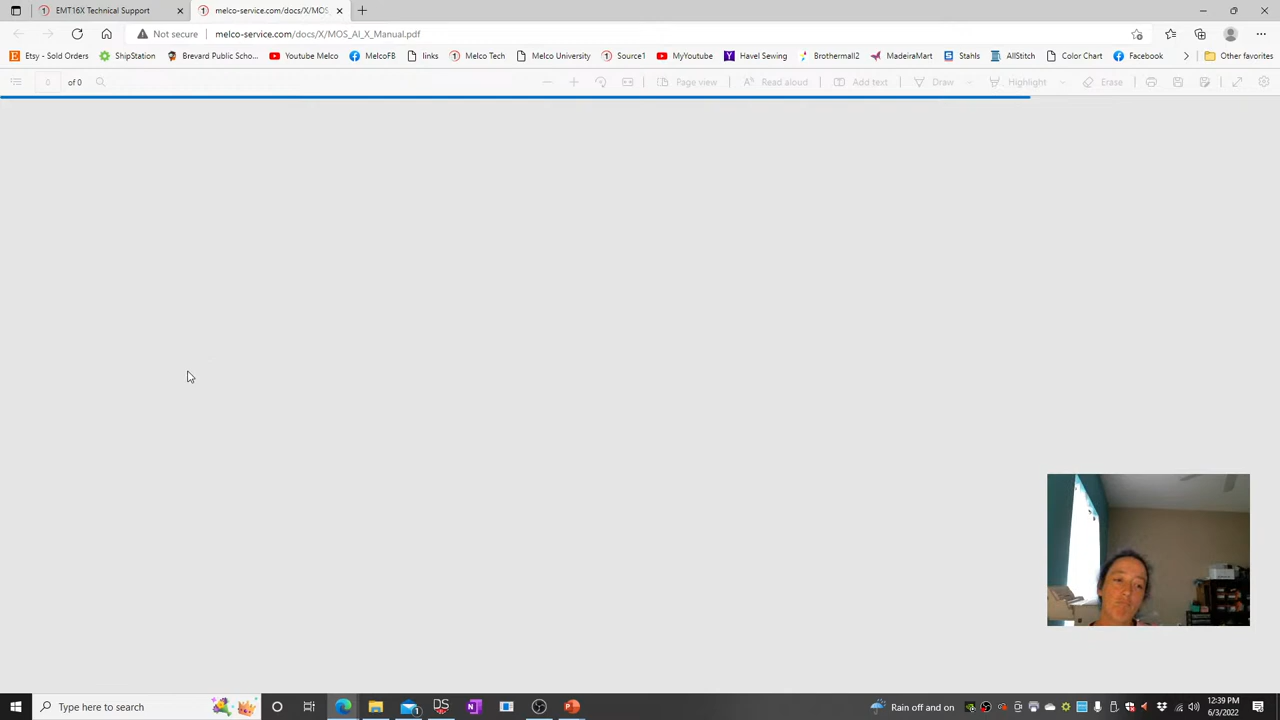 EMT16X Technical Support
melco-service.com/docs/X/MOS_
Not secure
melco-service.com/docs/X/MOS_AI_X_Manual.pdf
Etsy - Sold Orders
ShipStation
Brevard Public Scho...
Youtube Melco
MelcoFB
links
Melco Tech
Melco University
Source1
MyYoutube
Havel Sewing
Brothermall2
MadeiraMart
Stahls
AllStitch
Color Chart
Facebook
Other favorites
0
of 0
Page view
Read aloud
Add text
Draw
Highlight
Erase
Type here to search
Rain off and on
12:39 PM
6/3/2022